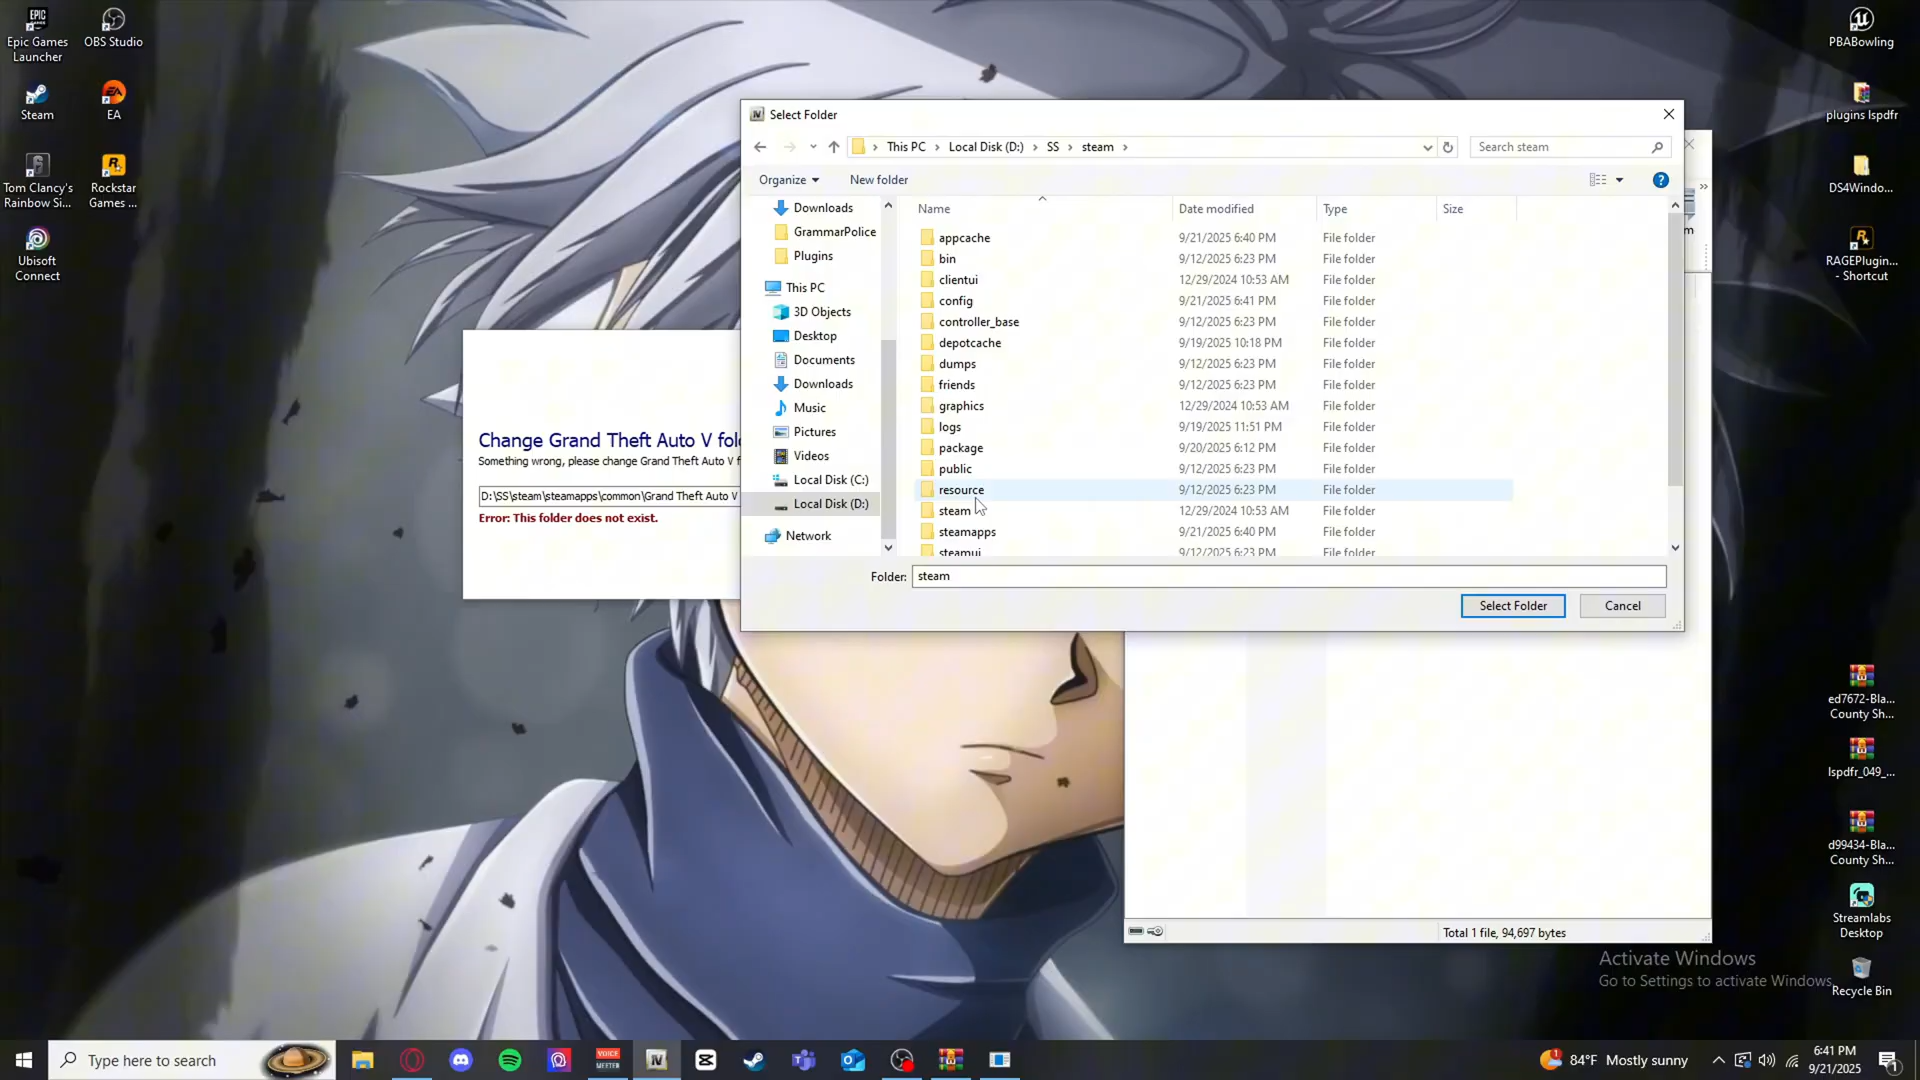 Epic Games
Launcher
OBS Studio
Steam
EA
Tom Clancy's
Rainbow Si...
Rockstar
Games ...
Ubisoft
Connect
PBABowling
plugins lspdfr
DS4Windo...
RAGEPlugin...
- Shortcut
Change Grand Theft Auto V
Something wrong, please change Grand Theft Auto V
D:\SS\steam\steamapps\common\Grand Theft Auto V
Error: This folder does not exist.
Select Folder
This PC
Local Disk (D:)
SS
steam
Search steam
Organize
New folder
Downloads
GrammarPolice
Plugins
This PC
3D Objects
Desktop
Documents
Downloads
Music
Pictures
Videos
Local Disk (C:)
Local Disk (D:)
Network
Name Date modified Type Size
appcache 9/21/2025 6:40 PM File folder
bin 9/12/2025 6:23 PM File folder
clientui 12/29/2024 10:53 AM File folder
config 9/21/2025 6:41 PM File folder
controller_base 9/12/2025 6:23 PM File folder
depotcache 9/19/2025 10:18 PM File folder
dumps 9/12/2025 6:23 PM File folder
friends 9/12/2025 6:23 PM File folder
graphics 12/29/2024 10:53 AM File folder
logs 9/19/2025 11:51 PM File folder
package 9/20/2025 6:12 PM File folder
public 9/12/2025 6:23 PM File folder
resource 9/12/2025 6:23 PM File folder
steam 12/29/2024 10:53 AM File folder
steamapps 9/21/2025 6:40 PM File folder
steamui 9/12/2025 6:23 PM File folder
Folder: steam
Select Folder
Cancel
Total 1 file, 94,697 bytes
ed7672-Bla...
County Sh...
lspdfr_049_...
d99434-Bla...
County Sh...
Streamlabs
Desktop
Recycle Bin
Activate Windows
Go to Settings to activate Windows.
Type here to search
VOICE
MEETER
84°F Mostly sunny
6:41 PM
9/21/2025
1